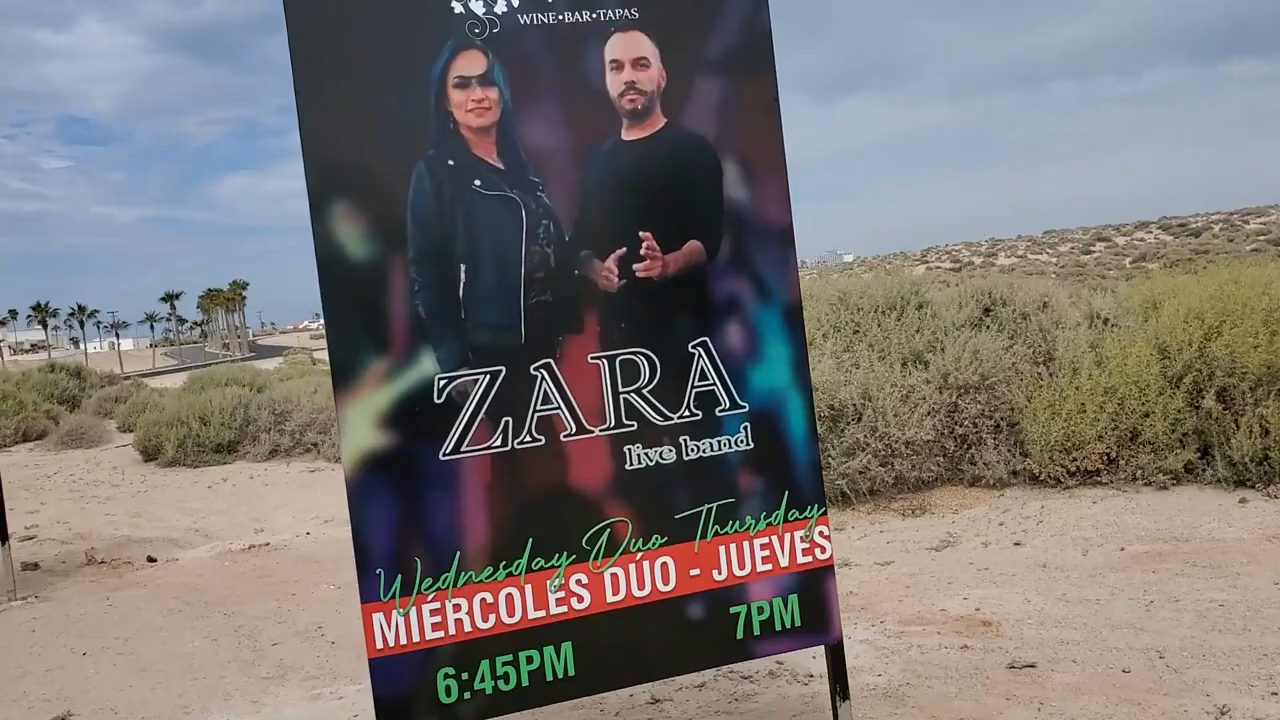 WINE•BAR•TAPAS
ZARA
live band
Wednesday Duo Thursday
MIÉRCOLES DÚO - JUEVES
6:45PM 7PM